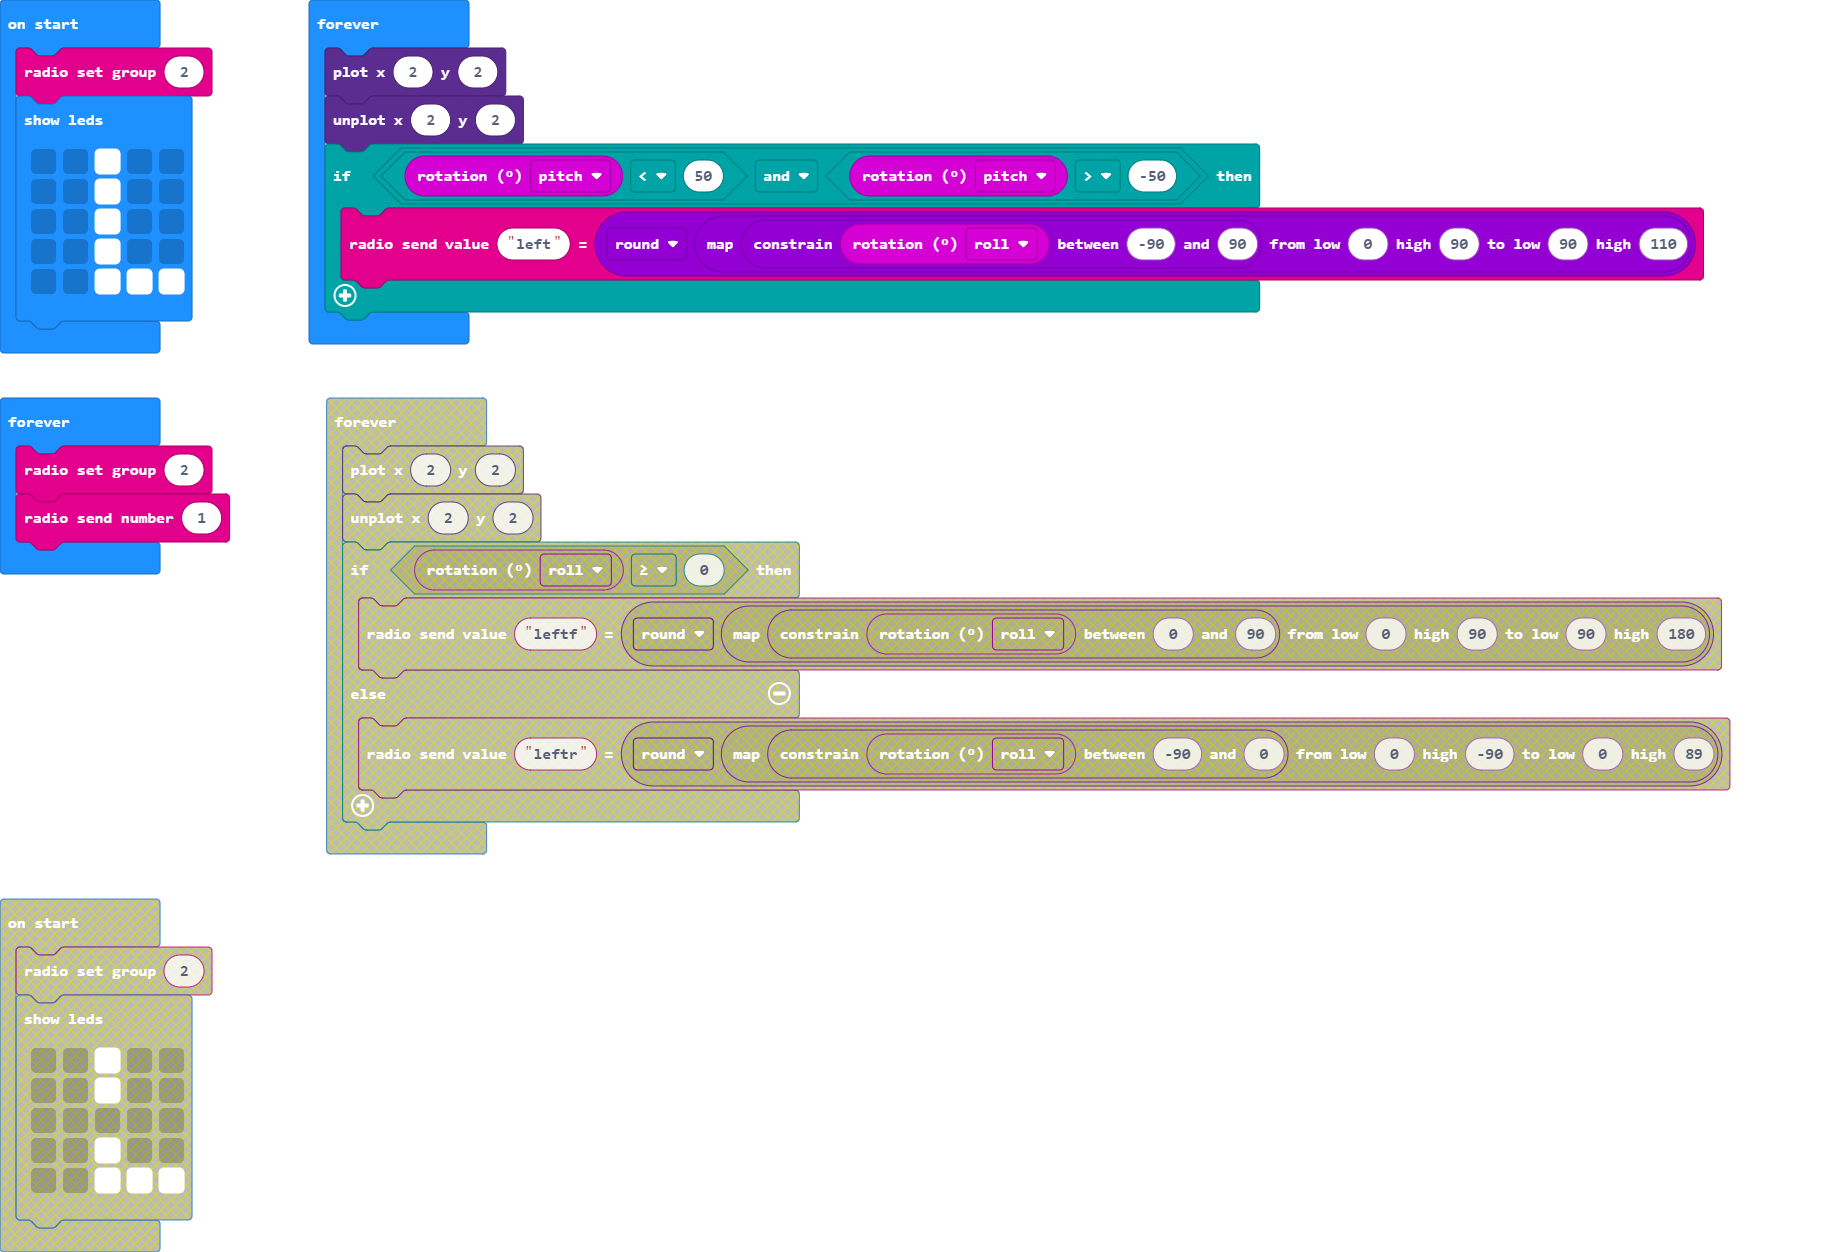 on start
radio set group 2
show leds
forever
plot x 2 y 2
unplot x 2 y 2
if rotation (º) pitch < 50 and rotation (º) pitch > -50 then
radio send value "left" = round map constrain rotation (º) roll between -90 and 90 from low 0 high 90 to low 90 high 110
forever
radio set group 2
radio send number 1
forever
plot x 2 y 2
unplot x 2 y 2
if rotation (º) roll ≥ 0 then
radio send value "leftf" = round map constrain rotation (º) roll between 0 and 90 from low 0 high 90 to low 90 high 180
else
radio send value "leftr" = round map constrain rotation (º) roll between -90 and 0 from low 0 high -90 to low 0 high 89
on start
radio set group 2
show leds